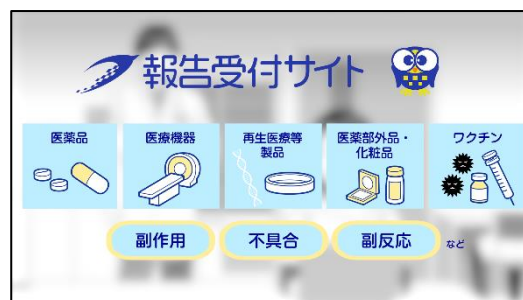 報告受付サイト
医薬品
医療機器
再生医療等
製品
医薬部外品・
化粧品
ワクチン
副作用
不具合
副反応
など